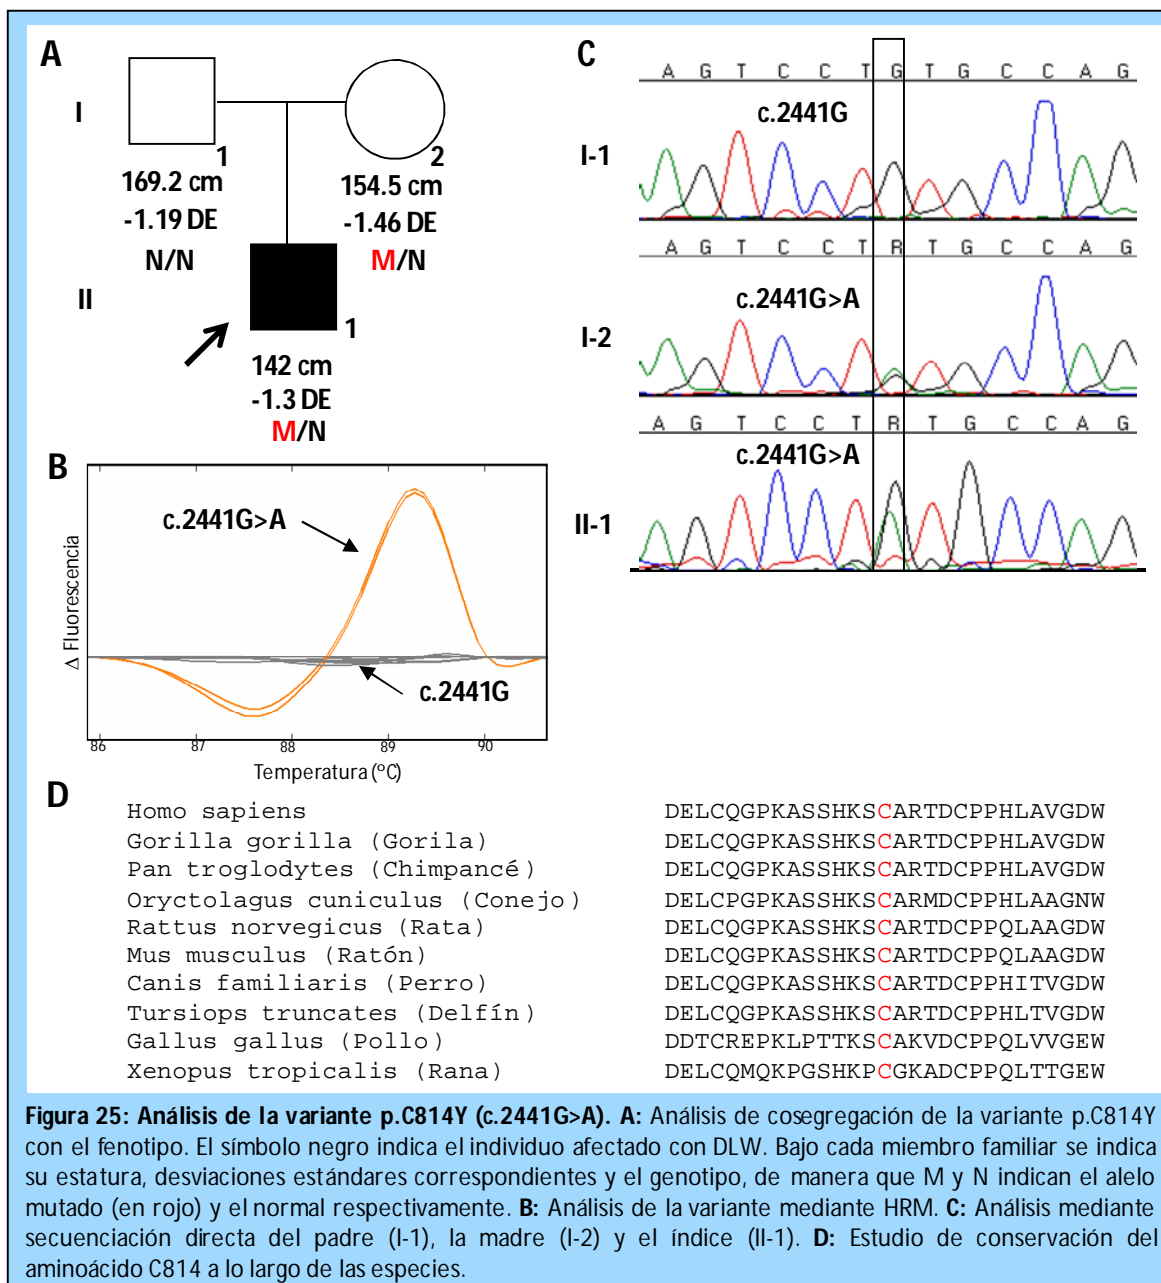 A
I
1
2
169.2 cm
-1.19 DE
N/N
154.5 cm
-1.46 DE
M/N
II
1
142 cm
-1.3 DE
M/N
B
c.2441G>A
c.2441G
Δ Fluorescencia
86 87 88 89 90
Temperatura (ºC)
C
A G T C C T G T G C C A G
c.2441G
I-1
A G T C C T R T G C C A G
c.2441G>A
I-2
A G T C C T R T G C C A G
c.2441G>A
II-1
D
Homo sapiens DELCQGPKASSHKSCARTDCPPHLAVGDW
Gorilla gorilla (Gorila) DELCQGPKASSHKSCARTDCPPHLAVGDW
Pan troglodytes (Chimpancé) DELCQGPKASSHKSCARTDCPPHLAVGDW
Oryctolagus cuniculus (Conejo) DELCPGPKASSHKSCARMDCPPHLAAGNW
Rattus norvegicus (Rata) DELCQGPKASSHKSCARTDCPPQLAAGDW
Mus musculus (Ratón) DELCQGPKASSHKSCARTDCPPQLAAGDW
Canis familiaris (Perro) DELCQGPKASSHKSCARTDCPPHITVGDW
Tursiops truncates (Delfín) DELCQGPKASSHKSCARTDCPPHLTVGDW
Gallus gallus (Pollo) DDTCREPKLPTTKSCAKVDCPPQLVVGEW
Xenopus tropicalis (Rana) DELCQMQKPGSHKPCGKADCPPQLTTGEW
Figura 25: Análisis de la variante p.C814Y (c.2441G>A). A: Análisis de cosegregación de la variante p.C814Y
con el fenotipo. El símbolo negro indica el individuo afectado con DLW. Bajo cada miembro familiar se indica
su estatura, desviaciones estándares correspondientes y el genotipo, de manera que M y N indican el alelo
mutado (en rojo) y el normal respectivamente. B: Análisis de la variante mediante HRM. C: Análisis mediante
secuenciación directa del padre (I-1), la madre (I-2) y el índice (II-1). D: Estudio de conservación del
aminoácido C814 a lo largo de las especies.